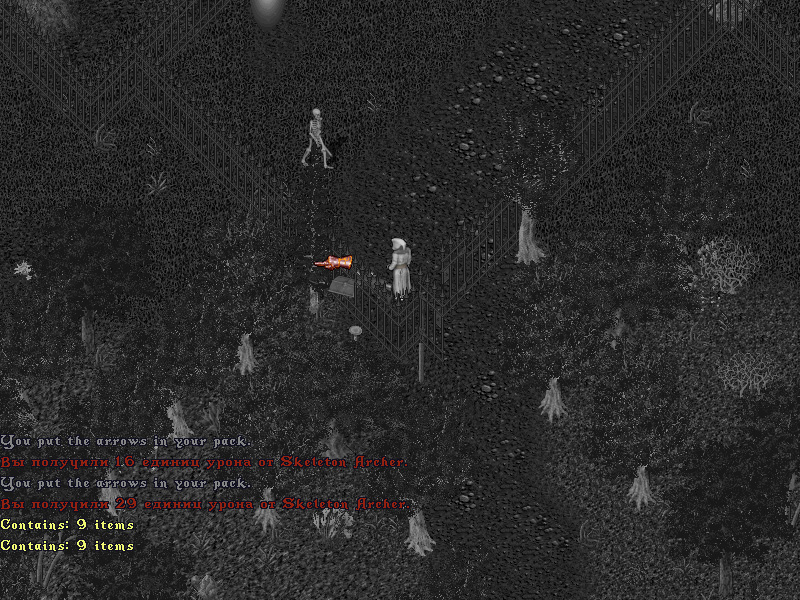 You put the arrows in your pack.
Вы получили 16 единиц урона от Skeleton Archer.
You put the arrows in your pack.
Вы получили 29 единиц урона от Skeleton Archer.
Contains: 9 items
Contains: 9 items